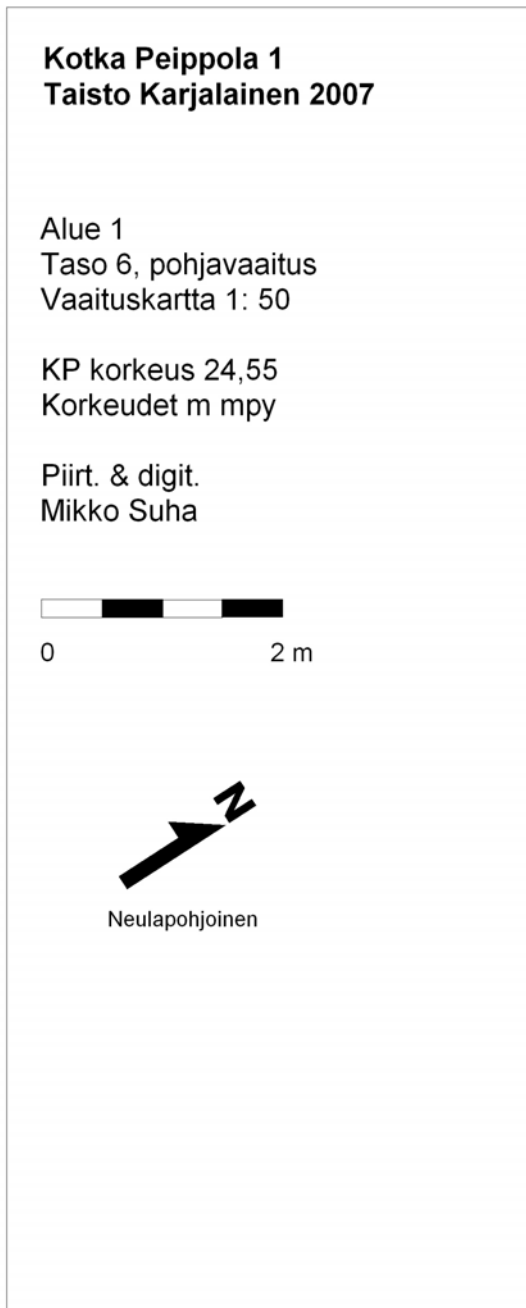 Kotka Peippola 1
Taisto Karjalainen 2007
Alue 1
Taso 6, pohjavaaitus
Vaaituskartta 1: 50
KP korkeus 24,55
Korkeudet m mpy
Piirt. & digit.
Mikko Suha
0 2 m
N
Neulapohjoinen